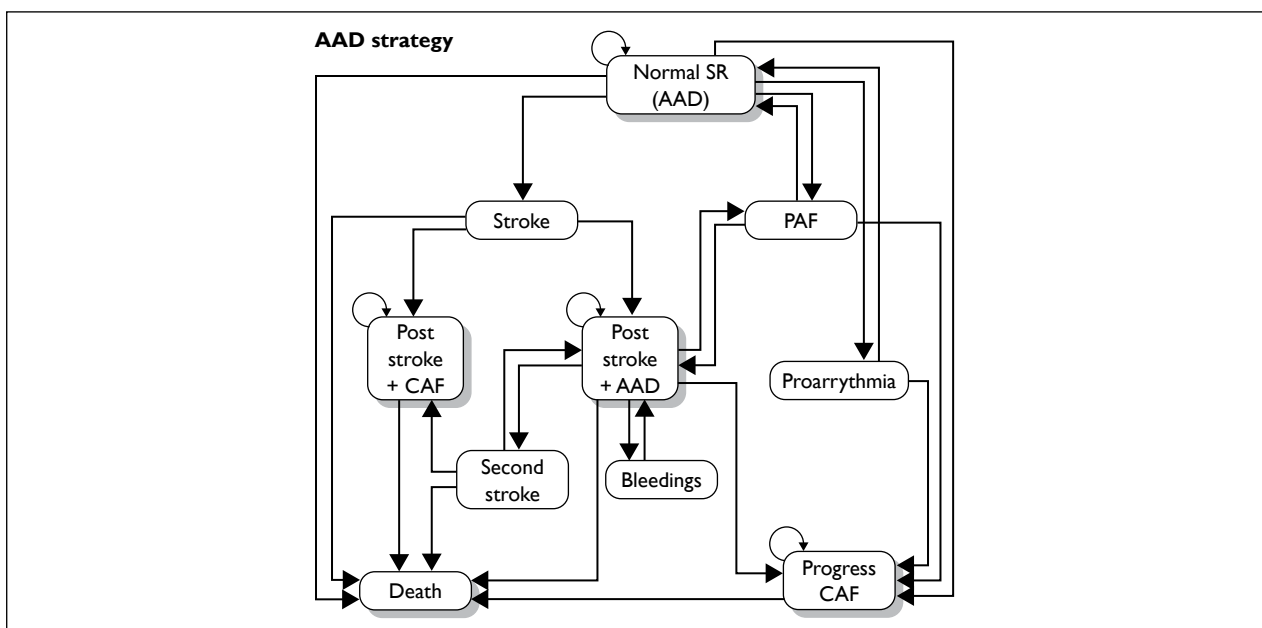 AAD strategy
Normal SR
(AAD)
Stroke
PAF
Post
stroke
+ CAF
Post
stroke
+ AAD
Proarrythmia
Second
stroke
Bleedings
Progress
CAF
Death